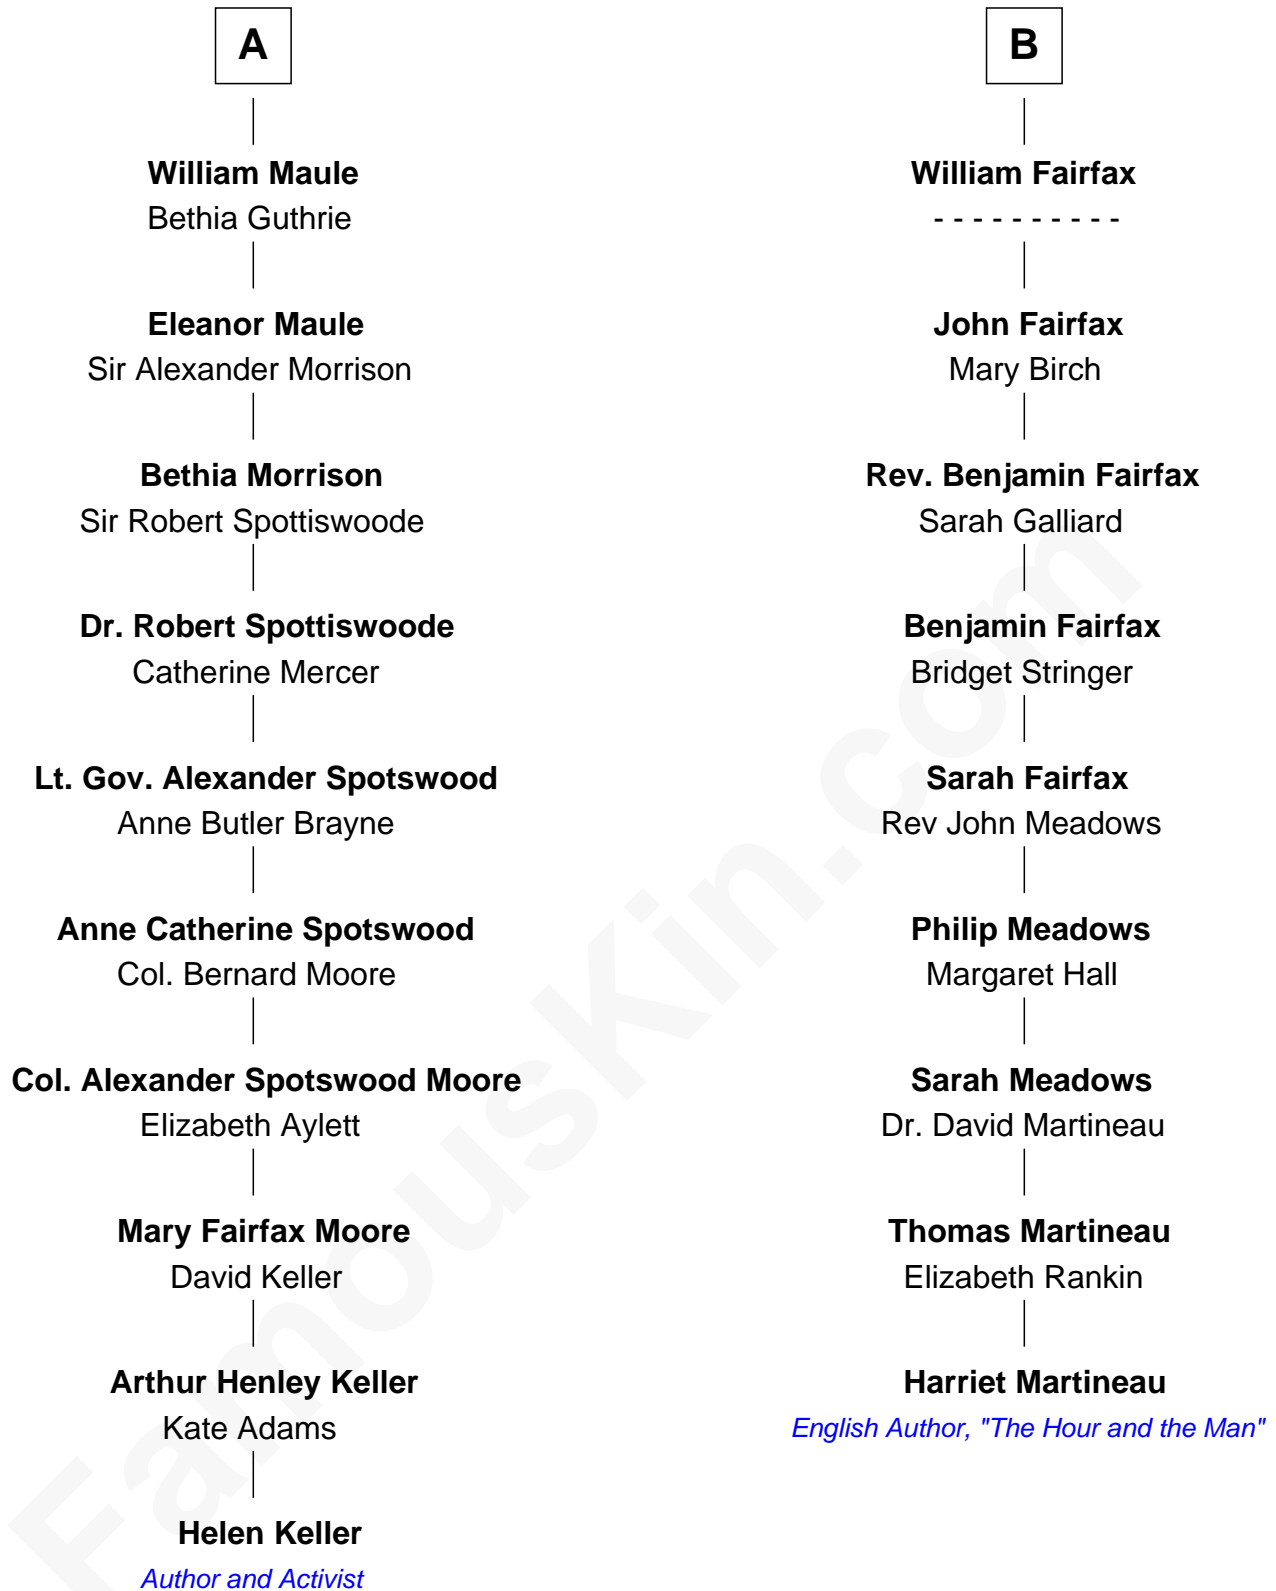 A
William Maule
Bethia Guthrie
Eleanor Maule
Sir Alexander Morrison
Bethia Morrison
Sir Robert Spottiswoode
Dr. Robert Spottiswoode
Catherine Mercer
Lt. Gov. Alexander Spotswood
Anne Butler Brayne
Anne Catherine Spotswood
Col. Bernard Moore
Col. Alexander Spotswood Moore
Elizabeth Aylett
Mary Fairfax Moore
David Keller
Arthur Henley Keller
Kate Adams
Helen Keller
Author and Activist
B
William Fairfax
- - - - - - - - - -
John Fairfax
Mary Birch
Rev. Benjamin Fairfax
Sarah Galliard
Benjamin Fairfax
Bridget Stringer
Sarah Fairfax
Rev John Meadows
Philip Meadows
Margaret Hall
Sarah Meadows
Dr. David Martineau
Thomas Martineau
Elizabeth Rankin
Harriet Martineau
English Author, "The Hour and the Man"
FamousKin.com